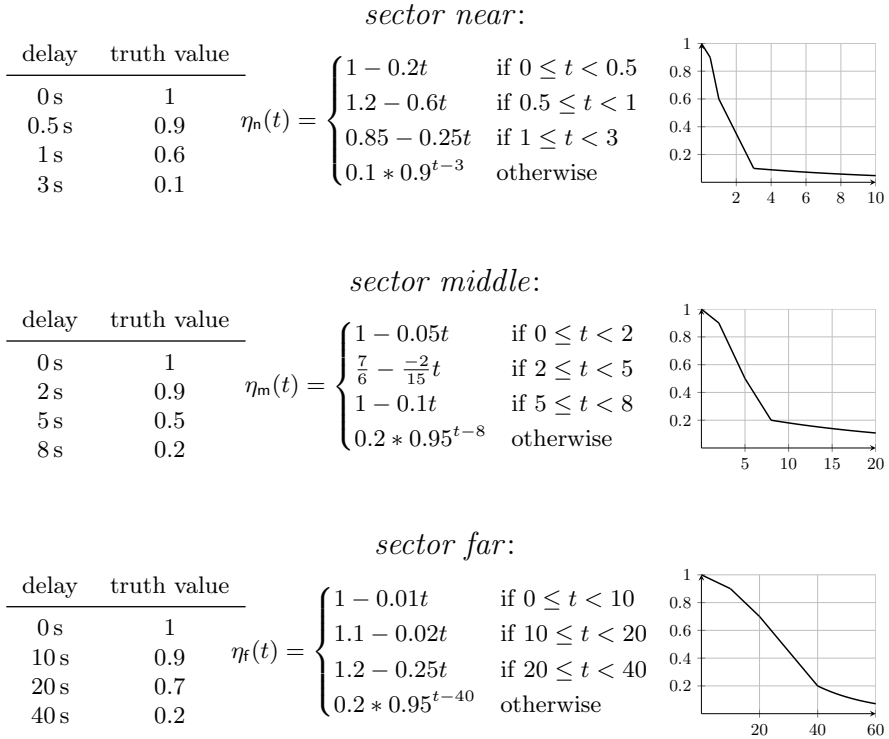 sector near:
delay truth value
0 s 1
0.5 s 0.9
1 s 0.6
3 s 0.1
ηn(t) =
1 − 0.2t if 0 ≤ t < 0.5
1.2 − 0.6t if 0.5 ≤ t < 1
0.85 − 0.25t if 1 ≤ t < 3
0.1 * 0.9^{t−3} otherwise
1
0.8
0.6
0.4
0.2
2 4 6 8 10
sector middle:
delay truth value
0 s 1
2 s 0.9
5 s 0.5
8 s 0.2
ηm(t) =
1 − 0.05t if 0 ≤ t < 2
7/6 − −2/15 t if 2 ≤ t < 5
1 − 0.1t if 5 ≤ t < 8
0.2 * 0.95^{t−8} otherwise
1
0.8
0.6
0.4
0.2
5 10 15 20
sector far:
delay truth value
0 s 1
10 s 0.9
20 s 0.7
40 s 0.2
ηf(t) =
1 − 0.01t if 0 ≤ t < 10
1.1 − 0.02t if 10 ≤ t < 20
1.2 − 0.25t if 20 ≤ t < 40
0.2 * 0.95^{t−40} otherwise
1
0.8
0.6
0.4
0.2
20 40 60